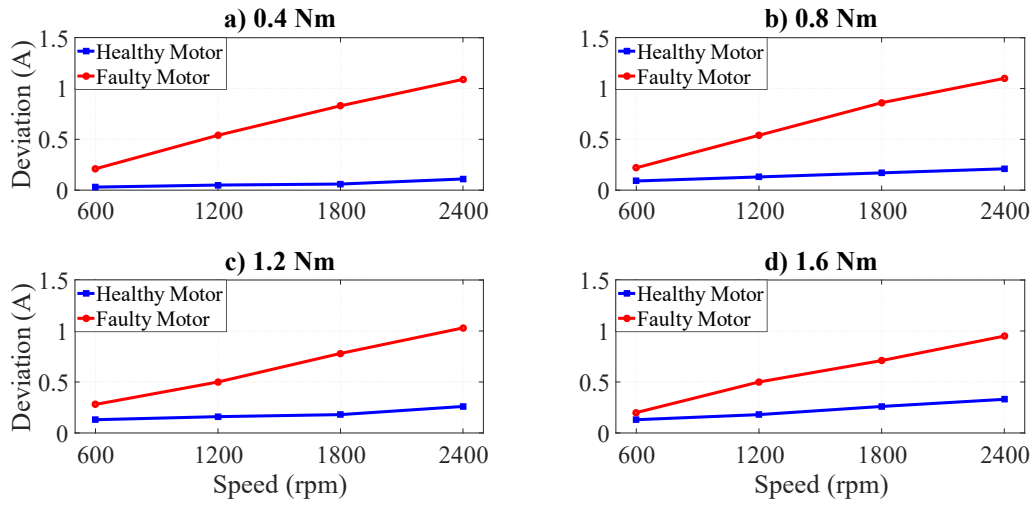 a) 0.4 Nm
Deviation (A)
1.5
1
0.5
0
Healthy Motor
Faulty Motor
600 1200 1800 2400
b) 0.8 Nm
1.5
1
0.5
0
Healthy Motor
Faulty Motor
600 1200 1800 2400
c) 1.2 Nm
Deviation (A)
1.5
1
0.5
0
Healthy Motor
Faulty Motor
600 1200 1800 2400
Speed (rpm)
d) 1.6 Nm
1.5
1
0.5
0
Healthy Motor
Faulty Motor
600 1200 1800 2400
Speed (rpm)